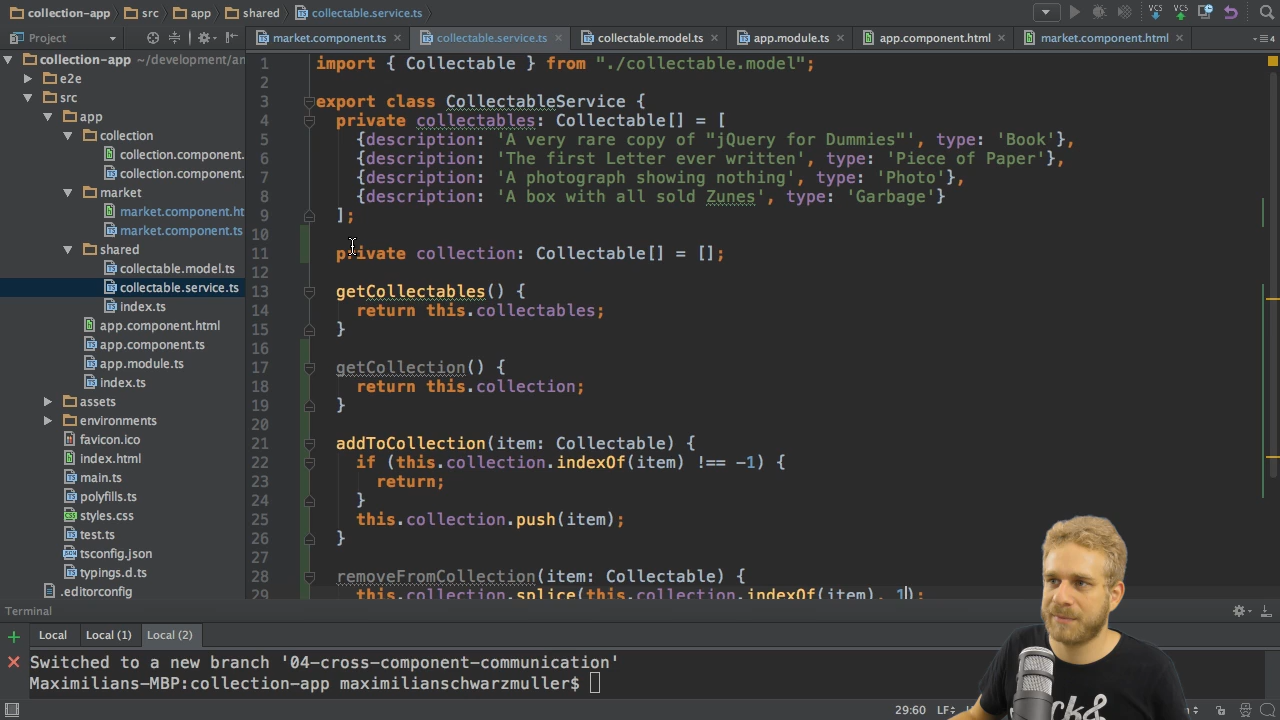 collection-app src app shared collectable.service.ts
VCS VCS
Project
market.component.ts collectable.service.ts collectable.model.ts app.module.ts app.component.html market.component.html
4
collection-app ~/development/an
e2e
src
app
collection
collection.component.
collection.component.
market
market.component.ht
market.component.ts
shared
collectable.model.ts
collectable.service.ts
index.ts
app.component.html
app.component.ts
app.module.ts
index.ts
assets
environments
favicon.ico
index.html
main.ts
polyfills.ts
styles.css
test.ts
tsconfig.json
typings.d.ts
.editorconfig
1 import { Collectable } from "./collectable.model";
2
3 export class CollectableService {
4 private collectables: Collectable[] = [
5 {description: 'A very rare copy of "jQuery for Dummies"', type: 'Book'},
6 {description: 'The first Letter ever written', type: 'Piece of Paper'},
7 {description: 'A photograph showing nothing', type: 'Photo'},
8 {description: 'A box with all sold Zunes', type: 'Garbage'}
9 ];
10
11 private collection: Collectable[] = [];
12
13 getCollectables() {
14 return this.collectables;
15 }
16
17 getCollection() {
18 return this.collection;
19 }
20
21 addToCollection(item: Collectable) {
22 if (this.collection.indexOf(item) !== -1) {
23 return;
24 }
25 this.collection.push(item);
26 }
27
28 removeFromCollection(item: Collectable) {
29 this.collection.splice(this.collection.indexOf(item), 1);
Terminal
Local Local (1) Local (2)
Switched to a new branch '04-cross-component-communication'
Maximilians-MBP:collection-app maximilianschwarzmuller$
29:60 LF